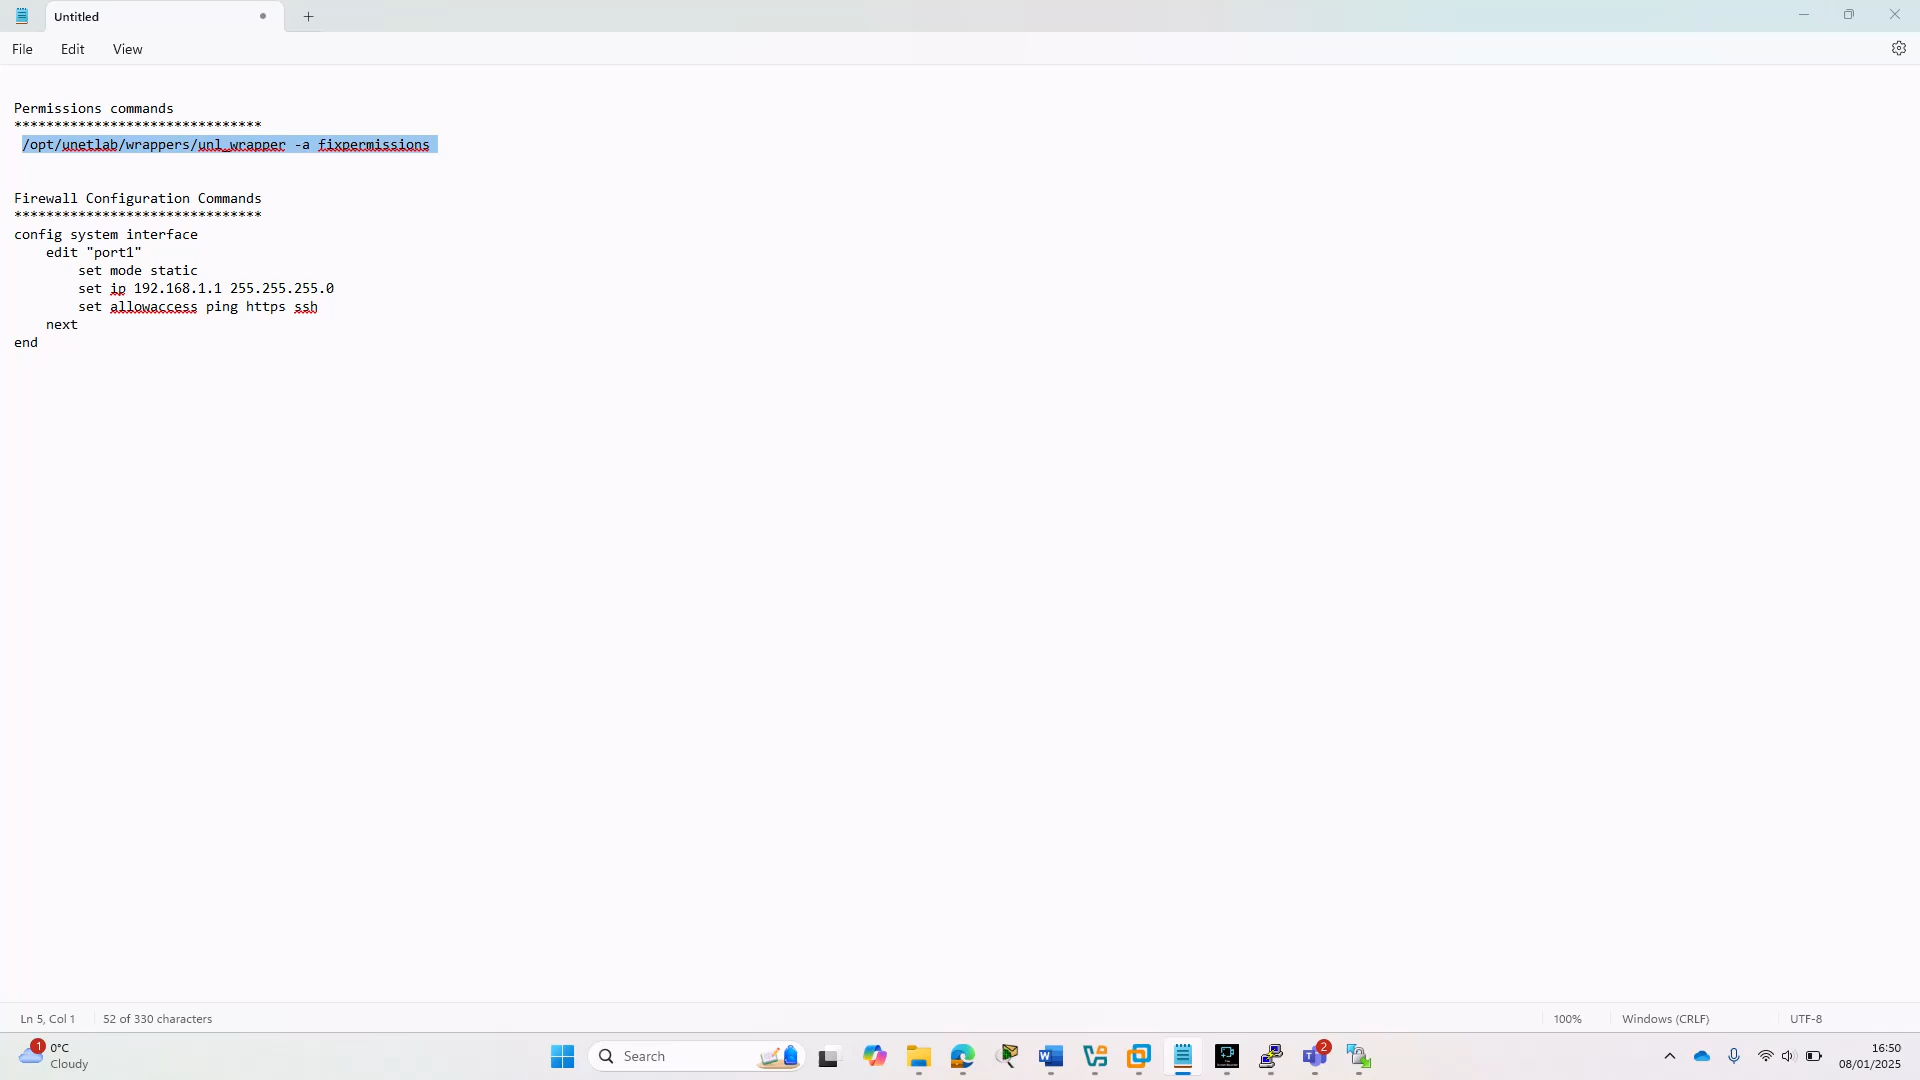 Untitled
File Edit View
Permissions commands
*******************************
/opt/unetlab/wrappers/unl_wrapper -a fixpermissions
Firewall Configuration Commands
*******************************
config system interface
edit "port1"
set mode static
set ip 192.168.1.1 255.255.255.0
set allowaccess ping https ssh
next
end
Ln 5, Col 1 52 of 330 characters 100% Windows (CRLF) UTF-8
1 0°C
Cloudy
Search
2
16:50
08/01/2025